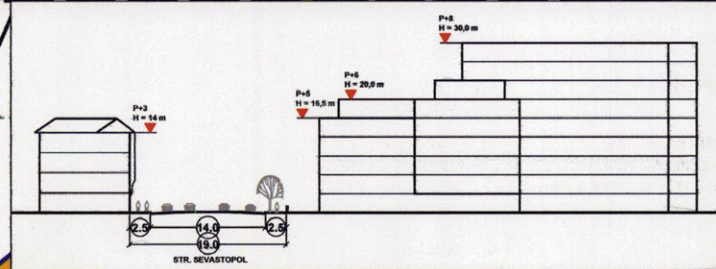 P+8
H = 30,0 m
P+6
H = 20,0 m
P+5
H = 16,5 m
P+3
H = 14 m
2.5 14.0 2.5
19.0
STR. SEVASTOPOL